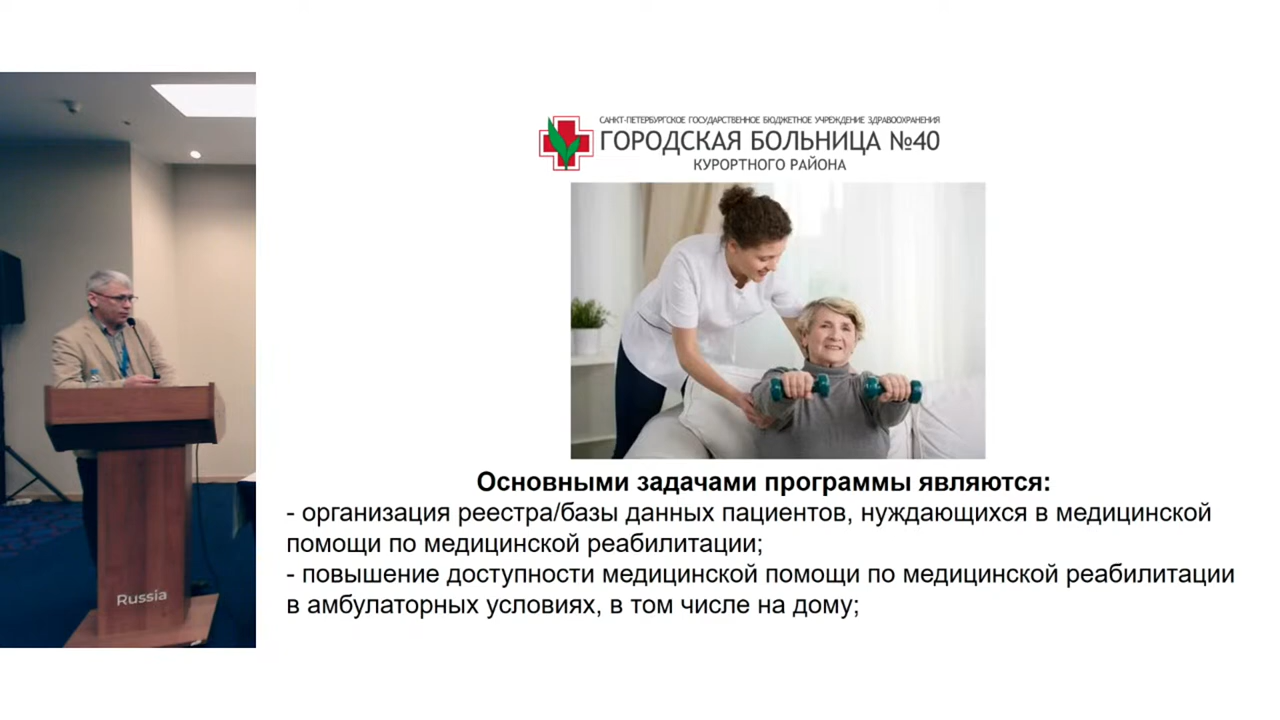 САНКТ-ПЕТЕРБУРГСКОЕ ГОСУДАРСТВЕННОЕ БЮДЖЕТНОЕ УЧРЕЖДЕНИЕ ЗДРАВООХРАНЕНИЯ
ГОРОДСКАЯ БОЛЬНИЦА №40
КУРОРТНОГО РАЙОНА
Основными задачами программы являются:
- организация реестра/базы данных пациентов, нуждающихся в медицинской
помощи по медицинской реабилитации;
- повышение доступности медицинской помощи по медицинской реабилитации
в амбулаторных условиях, в том числе на дому;
Russia